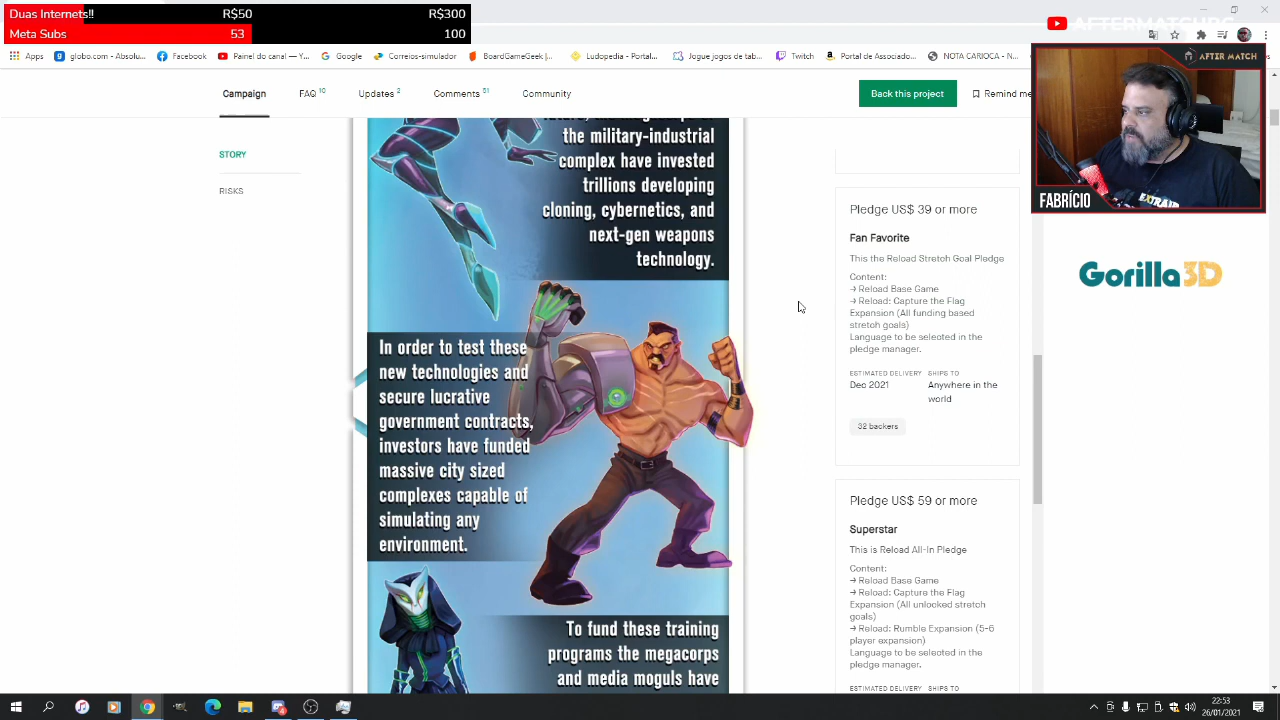 Duas Internets!! R$50 R$300
Meta Subs 53 100
AFTERMATCHBG
Apps globo.com - Absolu... Facebook Painel do canal — Y... Google Correios-simulador BoardGameGeek |... Ludopedia - Portal... Jogue jogos de tab... Twitch Portal de Associado... NOTA CARIOCA - N...
AFTER MATCH
FABRÍCIO
Campaign FAQ 10 Updates 2 Comments 51 Community Back this project Remind me
STORY
RISKS
the military-industrial
complex have invested
trillions developing
cloning, cybernetics, and
next-gen weapons
technology.
In order to test these
new technologies and
secure lucrative
government contracts,
investors have funded
massive city sized
complexes capable of
simulating any
environment.
To fund these training
programs the megacorps
and media moguls have
Pledge US$ 39 or more
Fan Favorite
This the Reload Stretch Goal Pledge
Content:
→ Reload Base Game
→ Reload: Capture the Flag
Expansion (All funding based
stretch goals)
Language to be selected in the
pledge manager.
ESTIMATED DELIVERY SHIPS TO
Dec 2021 Anywhere in the
world
32 backers
Pledge US$ 59 or more
Superstar
This is Reload All-In Pledge
Content:
→ Reload Base Game
→ Reload: Capture the Flag
Expansion (All unlocked stretch
goals)
→ Reload: Rumble Expansion (5-6
player expansion)
Language to be selected in the
pledge manager.
ESTIMATED DELIVERY SHIPS TO
Gorilla3D
22:53
26/01/2021